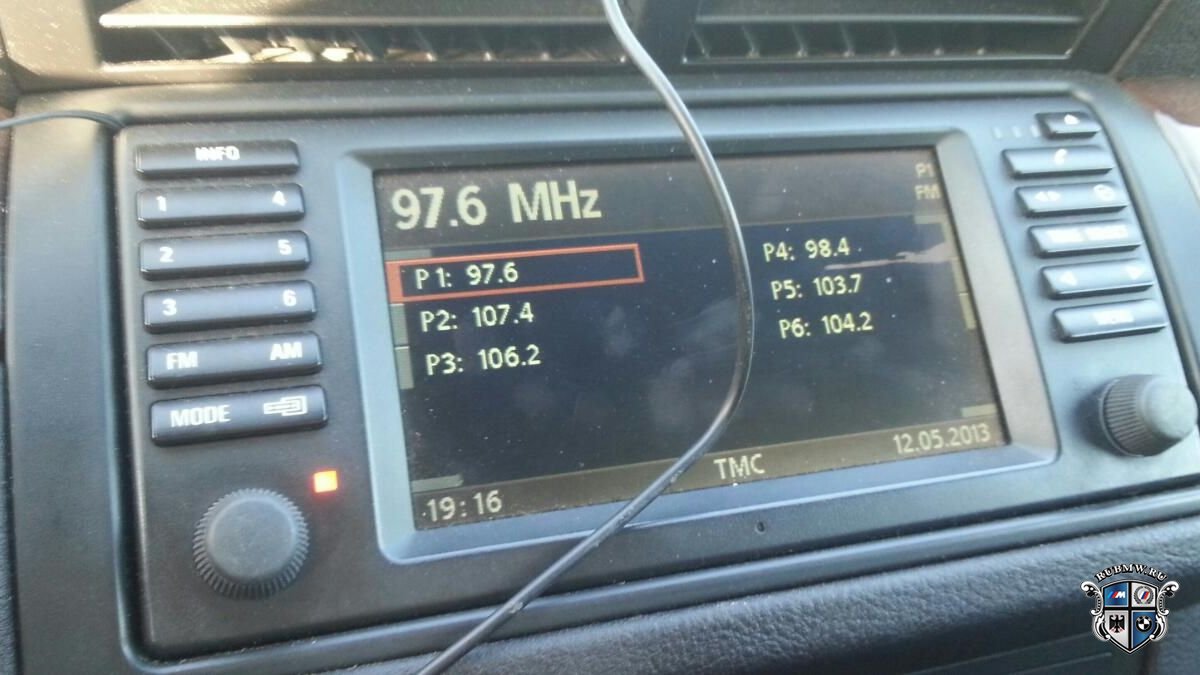 INFO
1 4
2 5
3 6
FM AM
MODE
97.6 MHz
P1
FM
P1: 97.6
P2: 107.4
P3: 106.2
P4: 98.4
P5: 103.7
P6: 104.2
19:16
TMC
12.05.2013
MENU
RUBMW.RU